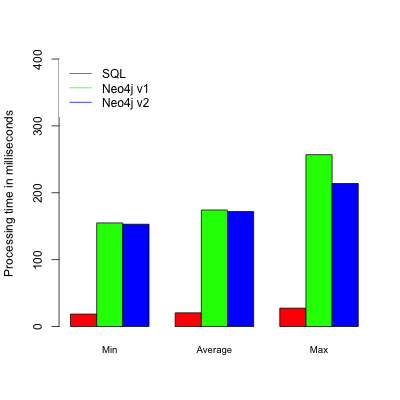 Processing time in milliseconds
400
300
200
100
0
SQL
Neo4j v1
Neo4j v2
Min Average Max